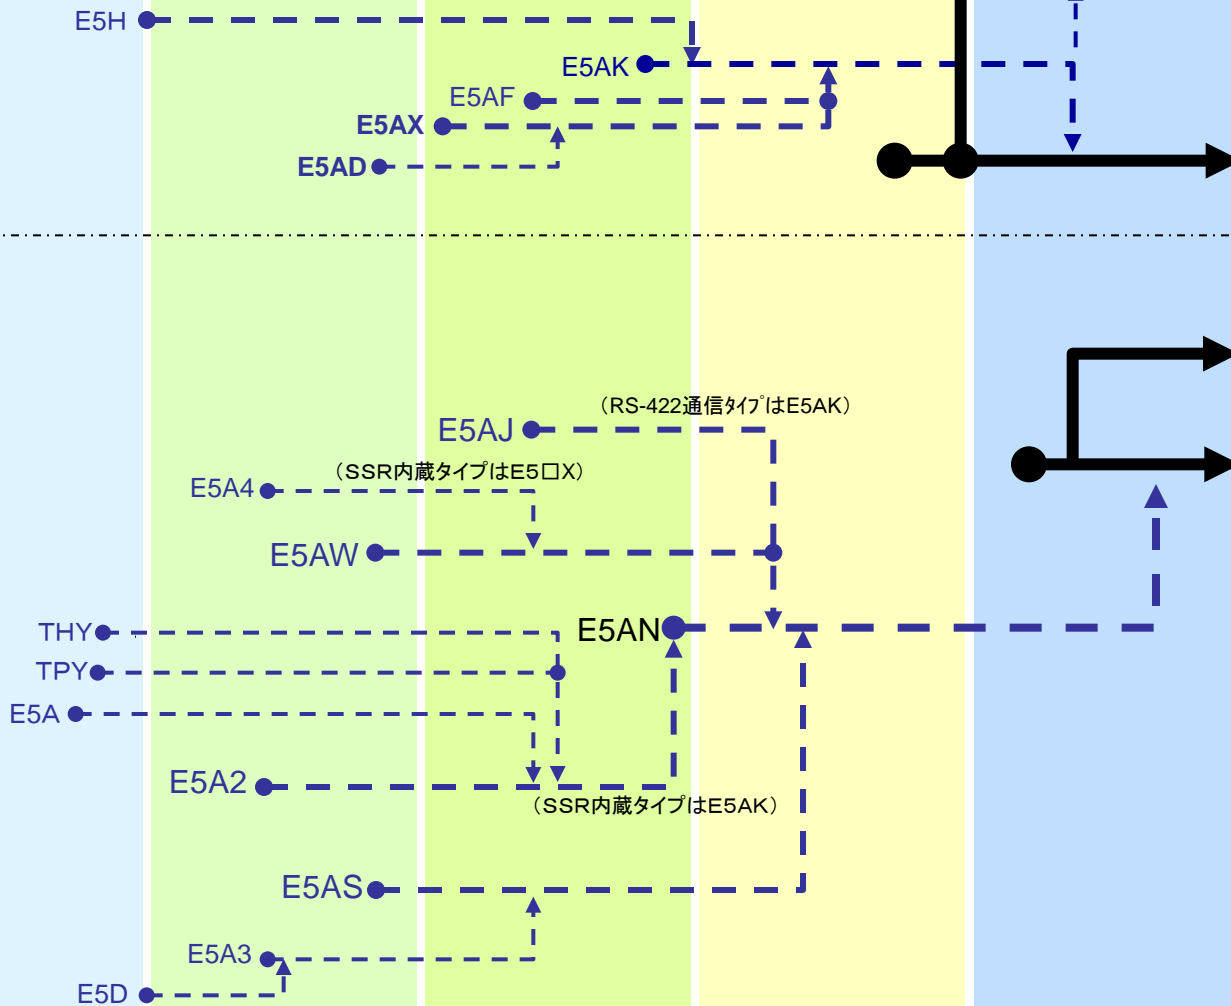 E5H
E5AK
E5AF
E5AX
E5AD
（RS-422通信ﾀｲﾌﾟはE5AK）
E5AJ
（ＳＳＲ内蔵タイプはＥ５□Ｘ）
E5A4
E5AW
THY
E5AN
TPY
E5A
E5A2
（ＳＳＲ内蔵タイプはＥ５ＡＫ）
E5AS
E5A3
E5D